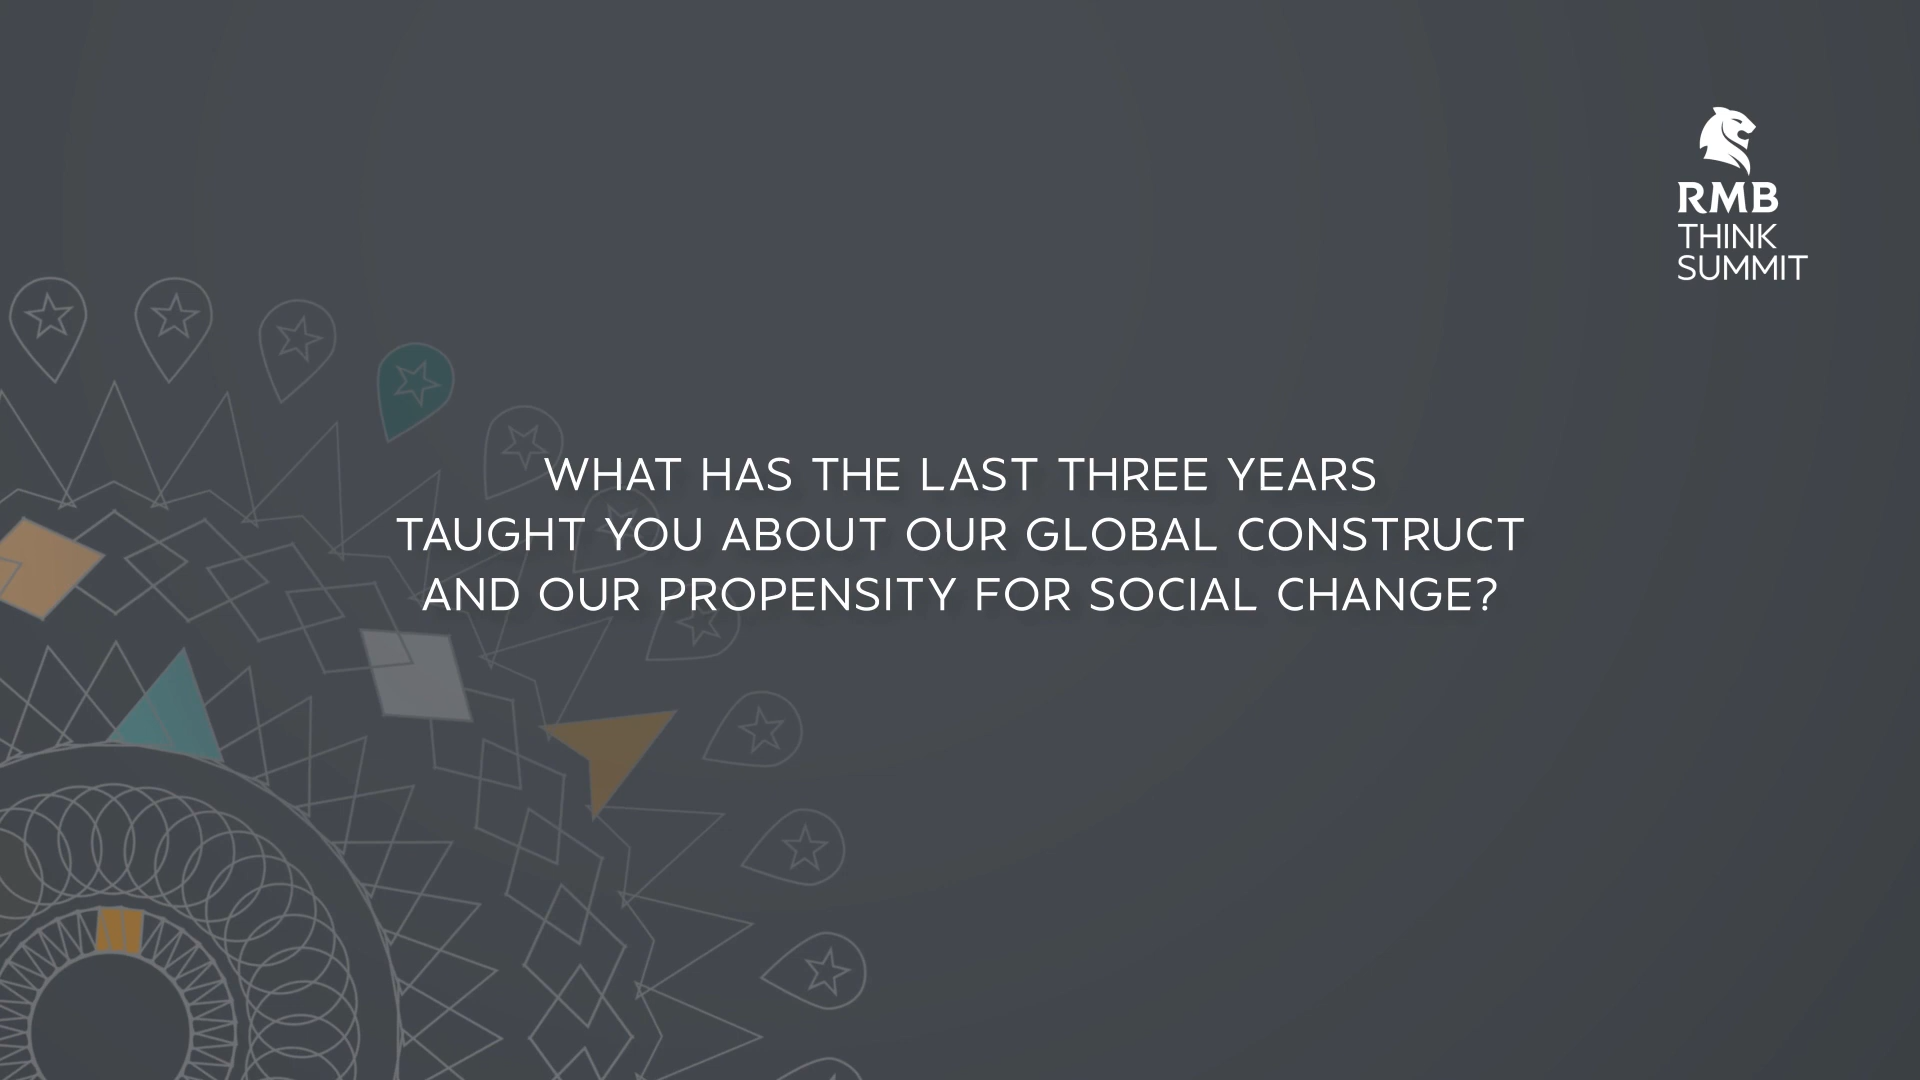 RMB
THINK
SUMMIT
WHAT HAS THE LAST THREE YEARS
TAUGHT YOU ABOUT OUR GLOBAL CONSTRUCT
AND OUR PROPENSITY FOR SOCIAL CHANGE?